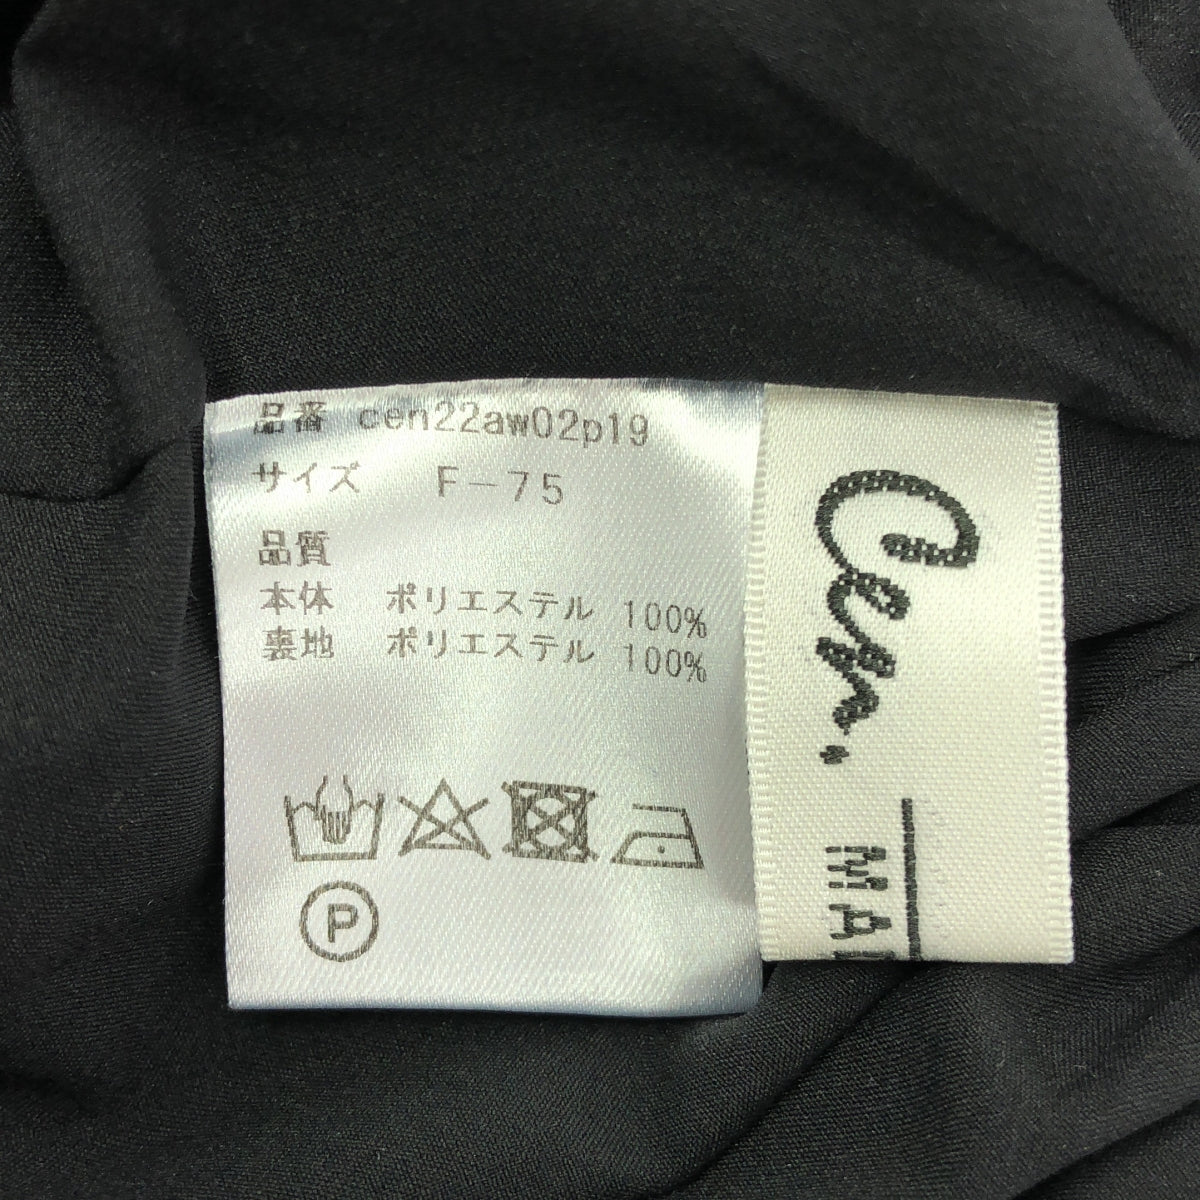 品番 cen22aw02p19
サイズ F-75
品質
本体 ポリエステル 100%
裏地 ポリエステル 100%
P
Cen.